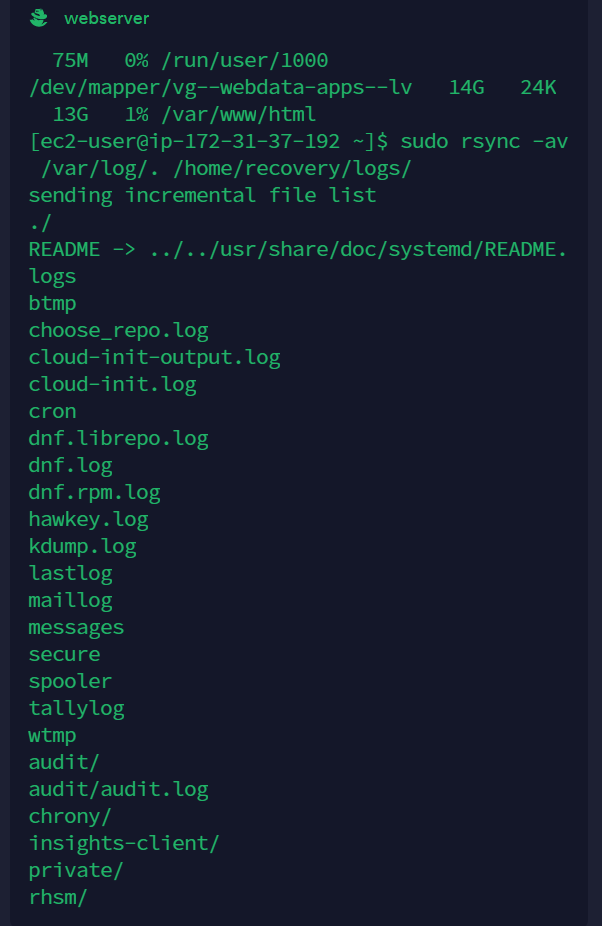 webserver
75M 0% /run/user/1000
/dev/mapper/vg--webdata-apps--lv 14G 24K
13G 1% /var/www/html
[ec2-user@ip-172-31-37-192 ~]$ sudo rsync -av
/var/log/. /home/recovery/logs/
sending incremental file list
./
README -> ../../usr/share/doc/systemd/README.
logs
btmp
choose_repo.log
cloud-init-output.log
cloud-init.log
cron
dnf.librepo.log
dnf.log
dnf.rpm.log
hawkey.log
kdump.log
lastlog
maillog
messages
secure
spooler
tallylog
wtmp
audit/
audit/audit.log
chrony/
insights-client/
private/
rhsm/